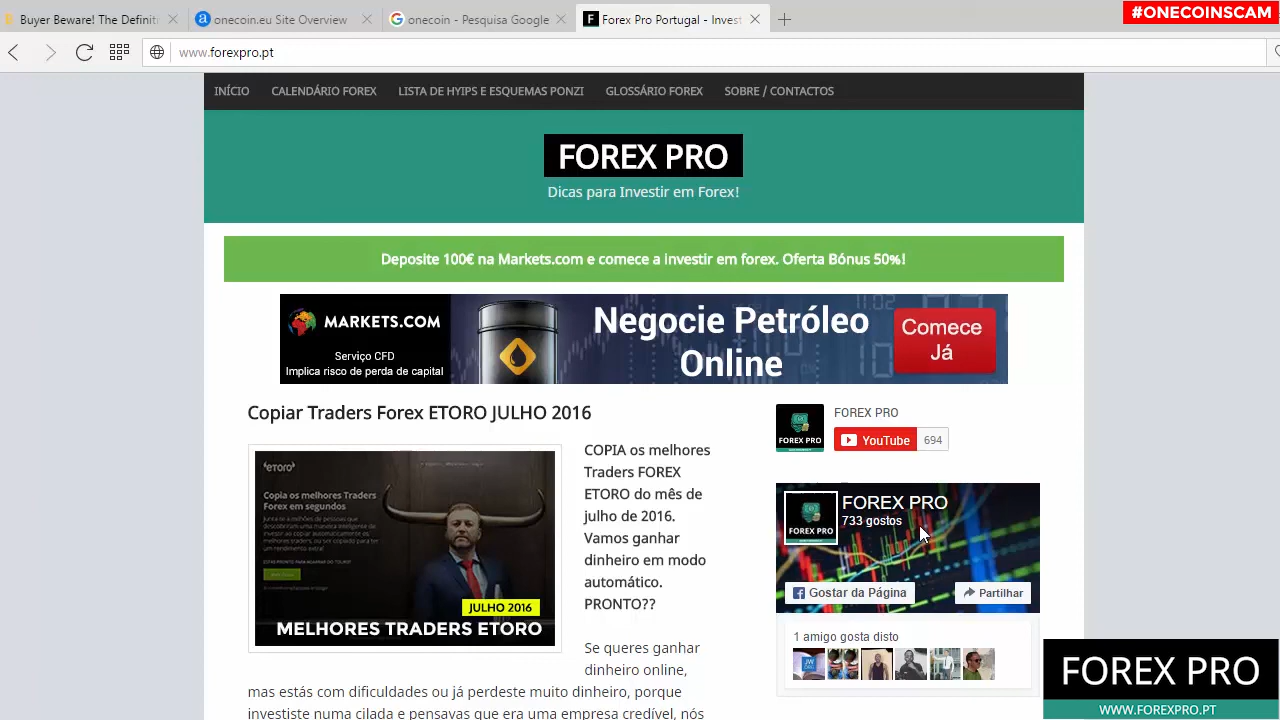 Buyer Beware! The Definiti
onecoin.eu Site Overview
onecoin - Pesquisa Google
Forex Pro Portugal - Invest
#ONECOINSCAM
www.forexpro.pt
INÍCIO
CALENDÁRIO FOREX
LISTA DE HYIPS E ESQUEMAS PONZI
GLOSSÁRIO FOREX
SOBRE / CONTACTOS
FOREX PRO
Dicas para Investir em Forex!
Deposite 100€ na Markets.com e comece a investir em forex. Oferta Bónus 50%!
MARKETS.COM
Serviço CFD
Implica risco de perda de capital
Negocie Petróleo
Online
Comece
Já
Copiar Traders Forex ETORO JULHO 2016
eTORO
Copia os melhores Traders
Forex em segundos
JULHO 2016
MELHORES TRADERS ETORO
COPIA os melhores
Traders FOREX
ETORO do mês de
julho de 2016.
Vamos ganhar
dinheiro em modo
automático.
PRONTO??
Se queres ganhar
dinheiro online,
mas estás com dificuldades ou já perdeste muito dinheiro, porque
investiste numa cilada e pensavas que era uma empresa credível, nós
FOREX PRO
FOREX PRO
YouTube
694
FOREX PRO
FOREX PRO
733 gostos
Gostar da Página
Partilhar
1 amigo gosta disto
FOREX PRO
WWW.FOREXPRO.PT